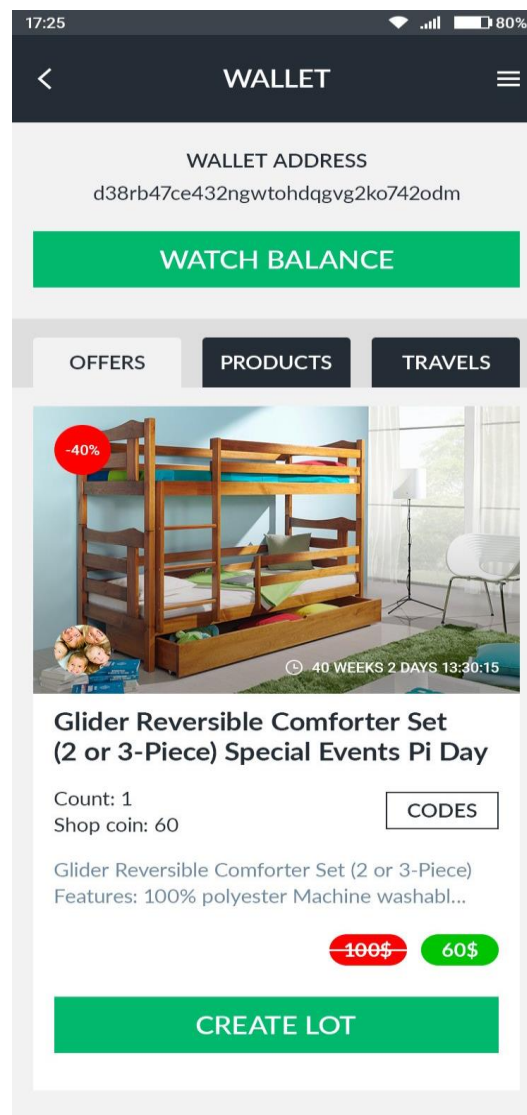 17:25
80%
WALLET
WALLET ADDRESS
d38rb47ce432ngwtohdqgvg2ko742odm
WATCH BALANCE
OFFERS
PRODUCTS
TRAVELS
-40%
40 WEEKS 2 DAYS 13:30:15
Glider Reversible Comforter Set
(2 or 3-Piece) Special Events Pi Day
Count: 1
Shop coin: 60
CODES
Glider Reversible Comforter Set (2 or 3-Piece)
Features: 100% polyester Machine washabl...
100$
60$
CREATE LOT